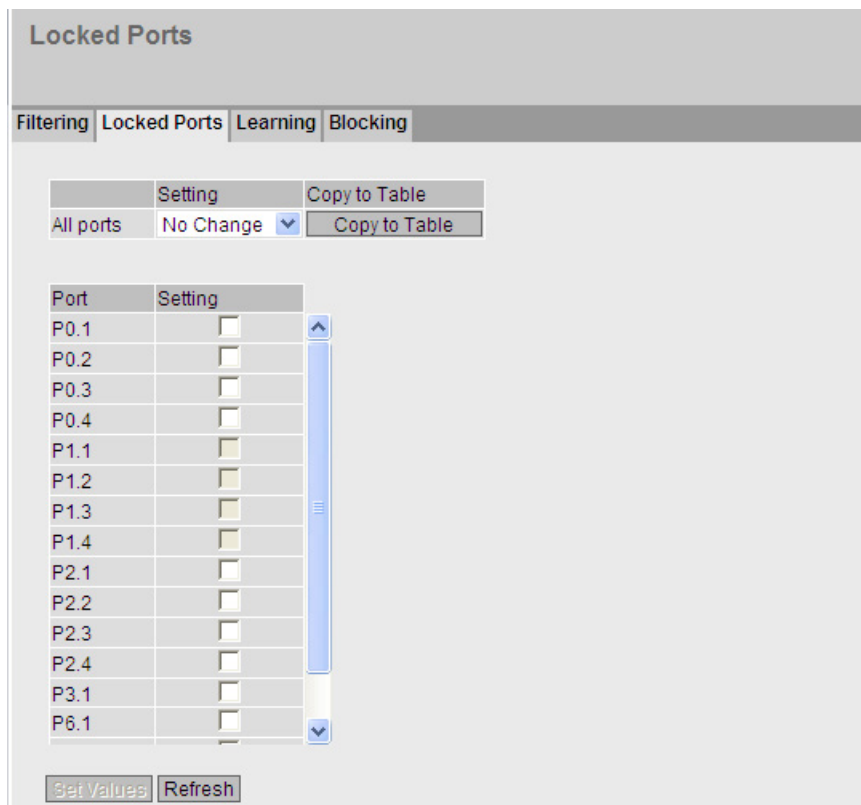 Locked Ports
Filtering Locked Ports Learning Blocking
Setting Copy to Table
All ports No Change Copy to Table
Port Setting
P0.1
P0.2
P0.3
P0.4
P1.1
P1.2
P1.3
P1.4
P2.1
P2.2
P2.3
P2.4
P3.1
P6.1
Set Values Refresh